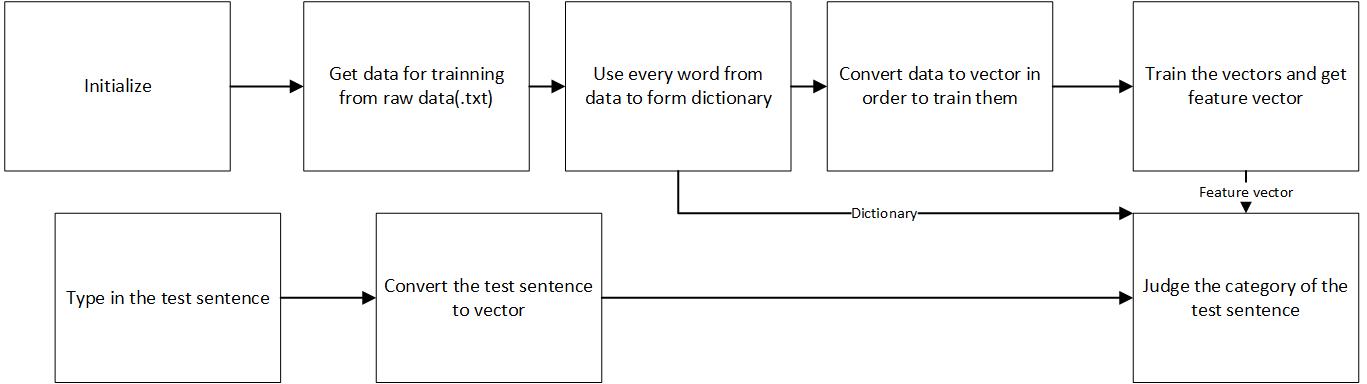 Initialize
Get data for trainning
from raw data(.txt)
Use every word from
data to form dictionary
Convert data to vector in
order to train them
Train the vectors and get
feature vector
Feature vector
Dictionary
Type in the test sentence
Convert the test sentence
to vector
Judge the category of the
test sentence